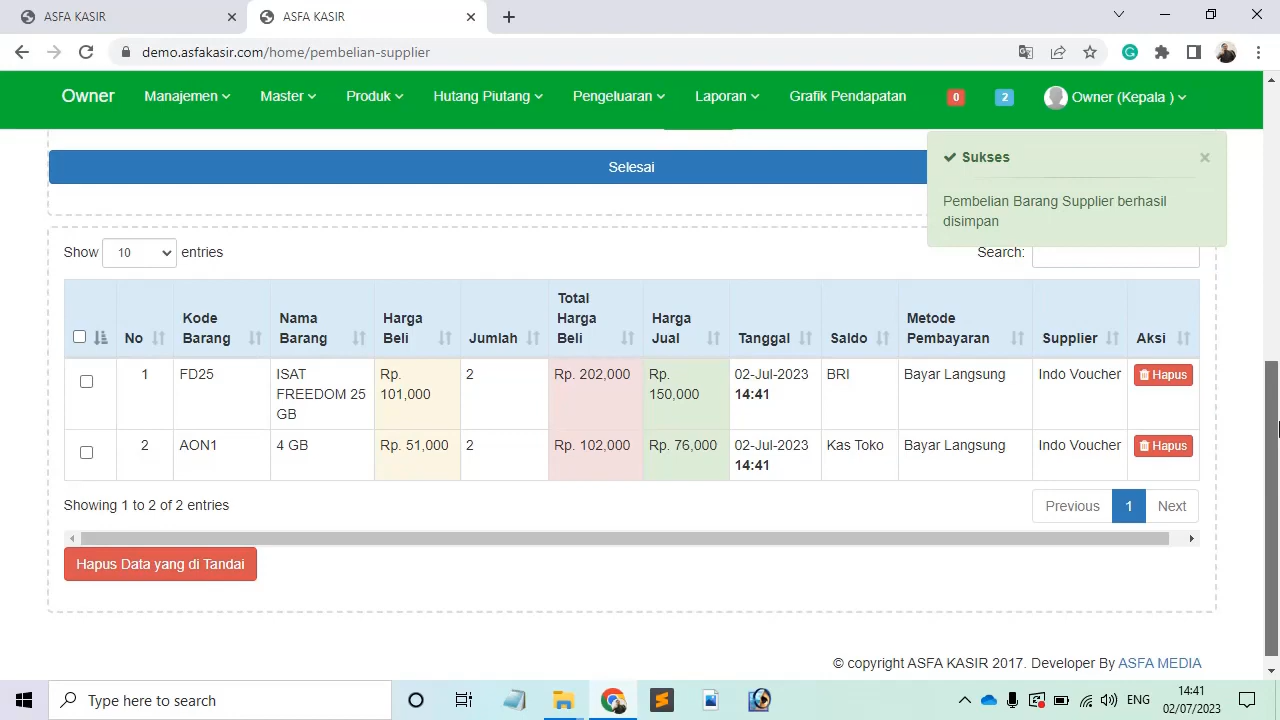 ASFA KASIR
ASFA KASIR
demo.asfakasir.com/home/pembelian-supplier
Owner Manajemen Master Produk Hutang Piutang Pengeluaran Laporan Grafik Pendapatan 0 2 Owner (Kepala )
Selesai
Sukses
Pembelian Barang Supplier berhasil
disimpan
Show 10 entries
Search:
No
Kode
Barang
Nama
Barang
Harga
Beli
Jumlah
Total
Harga
Beli
Harga
Jual
Tanggal
Saldo
Metode
Pembayaran
Supplier
Aksi
1
FD25
ISAT
FREEDOM 25
GB
Rp.
101,000
2
Rp. 202,000
Rp.
150,000
02-Jul-2023
14:41
BRI
Bayar Langsung
Indo Voucher
Hapus
2
AON1
4 GB
Rp. 51,000
2
Rp. 102,000
Rp. 76,000
02-Jul-2023
14:41
Kas Toko
Bayar Langsung
Indo Voucher
Hapus
Showing 1 to 2 of 2 entries
Previous 1 Next
Hapus Data yang di Tandai
© copyright ASFA KASIR 2017. Developer By ASFA MEDIA
Type here to search
ENG
14:41
02/07/2023